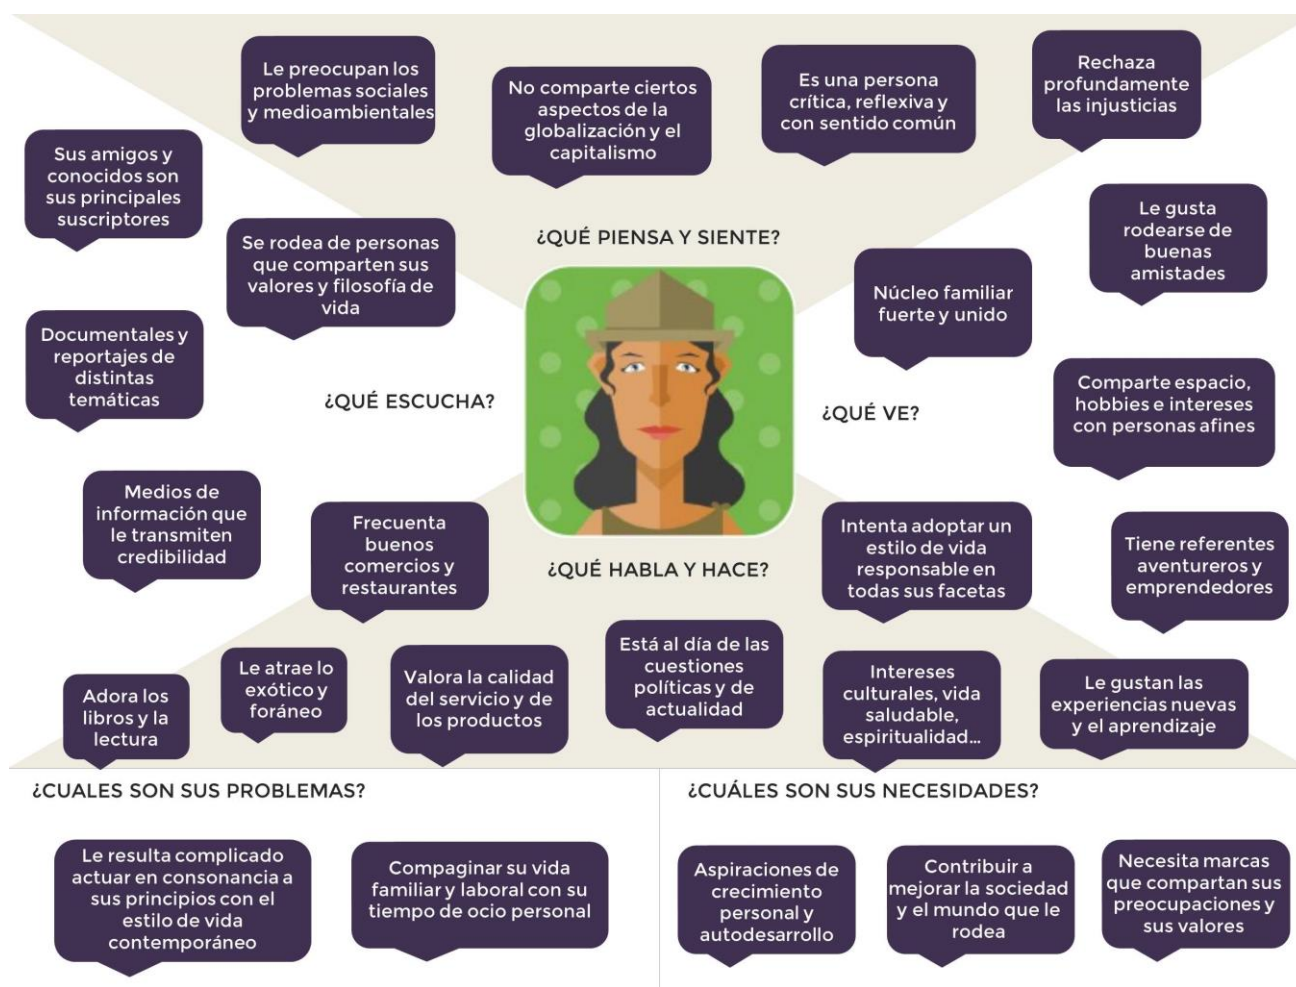 Le preocupan los
problemas sociales
y medioambientales
No comparte ciertos
aspectos de la
globalización y el
capitalismo
Es una persona
crítica, reflexiva y
con sentido común
Rechaza
profundamente
las injusticias
¿QUÉ PIENSA Y SIENTE?
Sus amigos y
conocidos son
sus principales
suscriptores
Se rodea de personas
que comparten sus
valores y filosofía de
vida
Documentales y
reportajes de
distintas
temáticas
¿QUÉ ESCUCHA?
Medios de
información que
le transmiten
credibilidad
Le gusta
rodearse de
buenas
amistades
Núcleo familiar
fuerte y unido
¿QUÉ VE?
Comparte espacio,
hobbies e intereses
con personas afines
Tiene referentes
aventureros y
emprendedores
¿QUÉ HABLA Y HACE?
Frecuenta
buenos
comercios y
restaurantes
Intenta adoptar un
estilo de vida
responsable en
todas sus facetas
Adora los
libros y la
lectura
Le atrae lo
exótico y
foráneo
Valora la calidad
del servicio y de
los productos
Está al día de las
cuestiones
políticas y de
actualidad
Intereses
culturales, vida
saludable,
espiritualidad...
Le gustan las
experiencias nuevas
y el aprendizaje
¿CUALES SON SUS PROBLEMAS?
Le resulta complicado
actuar en consonancia a
sus principios con el
estilo de vida
contemporáneo
Compaginar su vida
familiar y laboral con su
tiempo de ocio personal
¿CUÁLES SON SUS NECESIDADES?
Aspiraciones de
crecimiento
personal y
autodesarrollo
Contribuir a
mejorar la sociedad
y el mundo que le
rodea
Necesita marcas
que compartan sus
preocupaciones y
sus valores